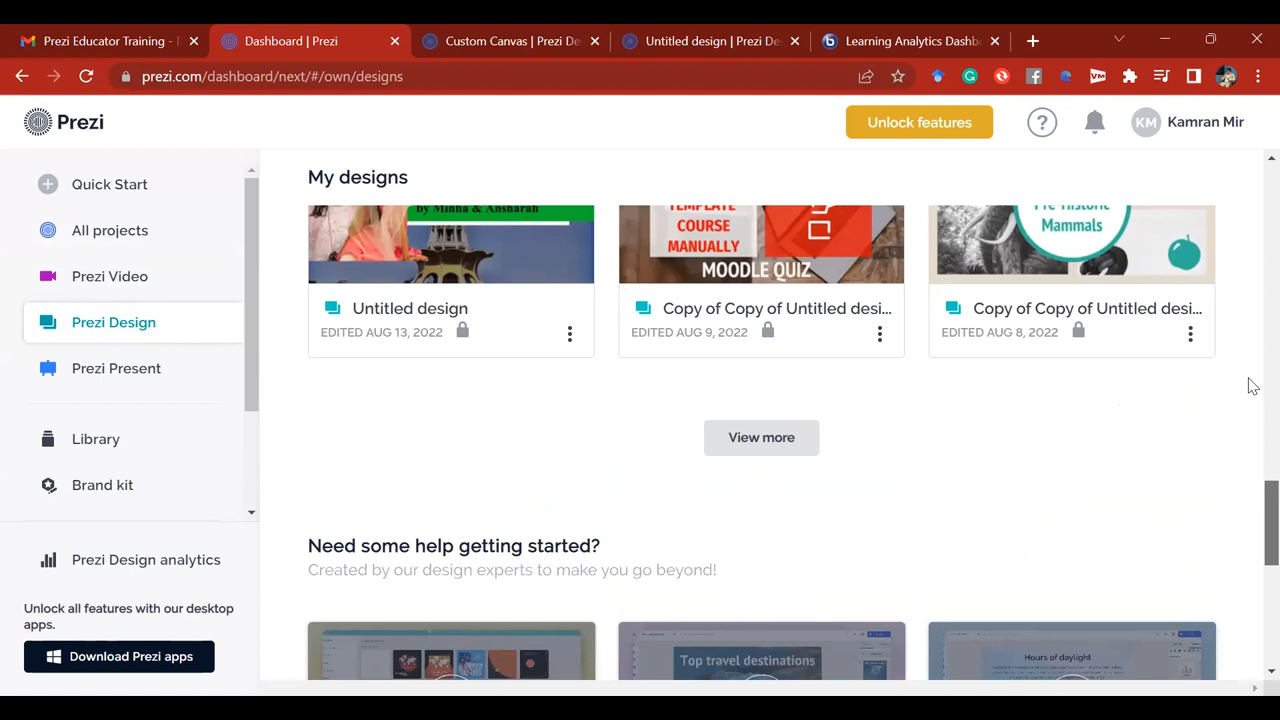 Prezi Educator Training -
Dashboard | Prezi
Custom Canvas | Prezi De
Untitled design | Prezi De
Learning Analytics Dashb
prezi.com/dashboard/next/#/own/designs
Prezi
Unlock features
?
KM
Kamran Mir
Quick Start
All projects
Prezi Video
Prezi Design
Prezi Present
Library
Brand kit
Prezi Design analytics
Unlock all features with our desktop
apps.
Download Prezi apps
My designs
by Minha & Ansharah
TEMPLATE
COURSE
MANUALLY
MOODLE QUIZ
Pre-Historic
Mammals
Untitled design
EDITED AUG 13, 2022
Copy of Copy of Untitled desi...
EDITED AUG 9, 2022
Copy of Copy of Untitled desi...
EDITED AUG 8, 2022
View more
Need some help getting started?
Created by our design experts to make you go beyond!
Top travel destinations
Hours of daylight